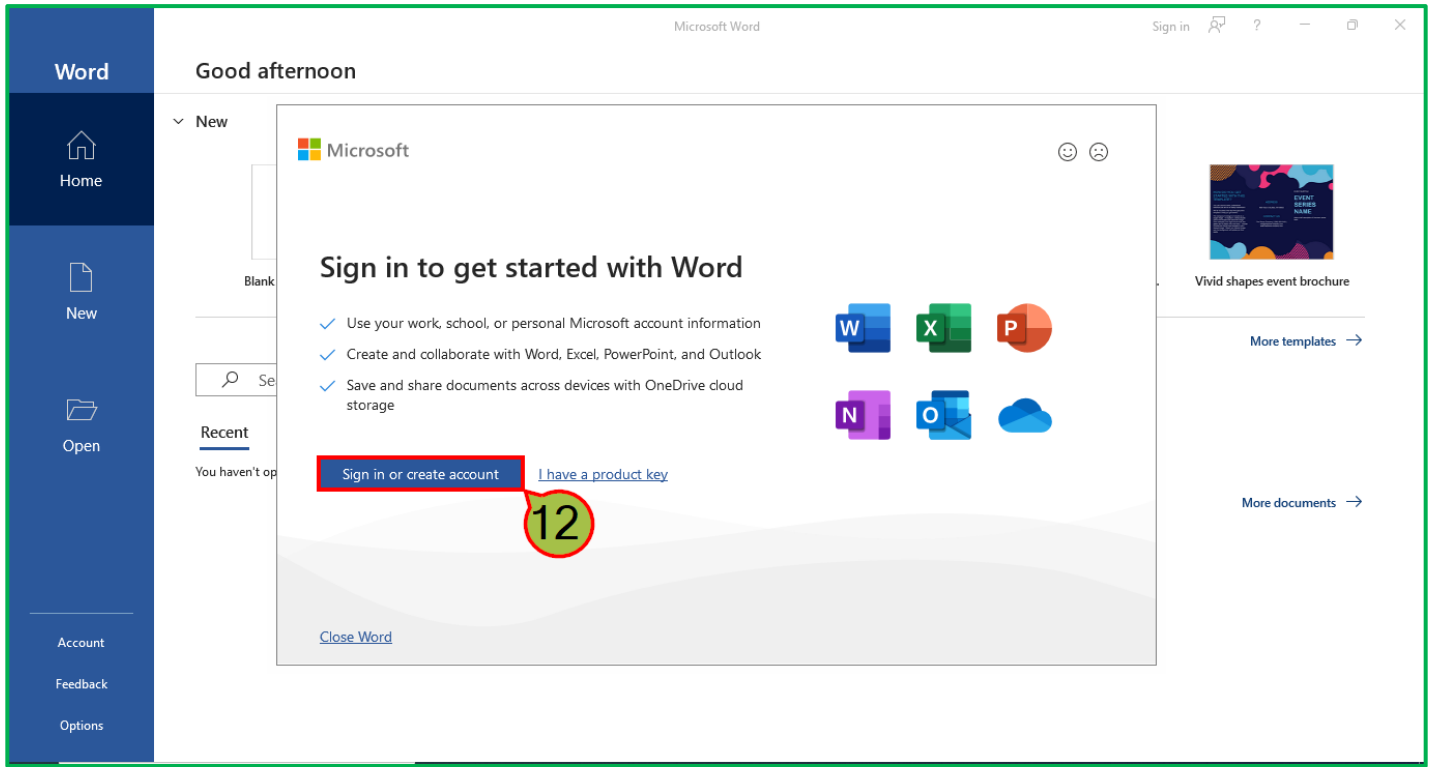 Microsoft Word
Sign in
?
Word
Good afternoon
New
Home
Microsoft
EVENT
SERIES
NAME
Sign in to get started with Word
Blank
.
Vivid shapes event brochure
New
Use your work, school, or personal Microsoft account information
W
X
P
More templates
Create and collaborate with Word, Excel, PowerPoint, and Outlook
Se
Save and share documents across devices with OneDrive cloud
storage
N
O
Recent
Open
You haven't op
Sign in or create account
I have a product key
More documents
12
Close Word
Account
Feedback
Options